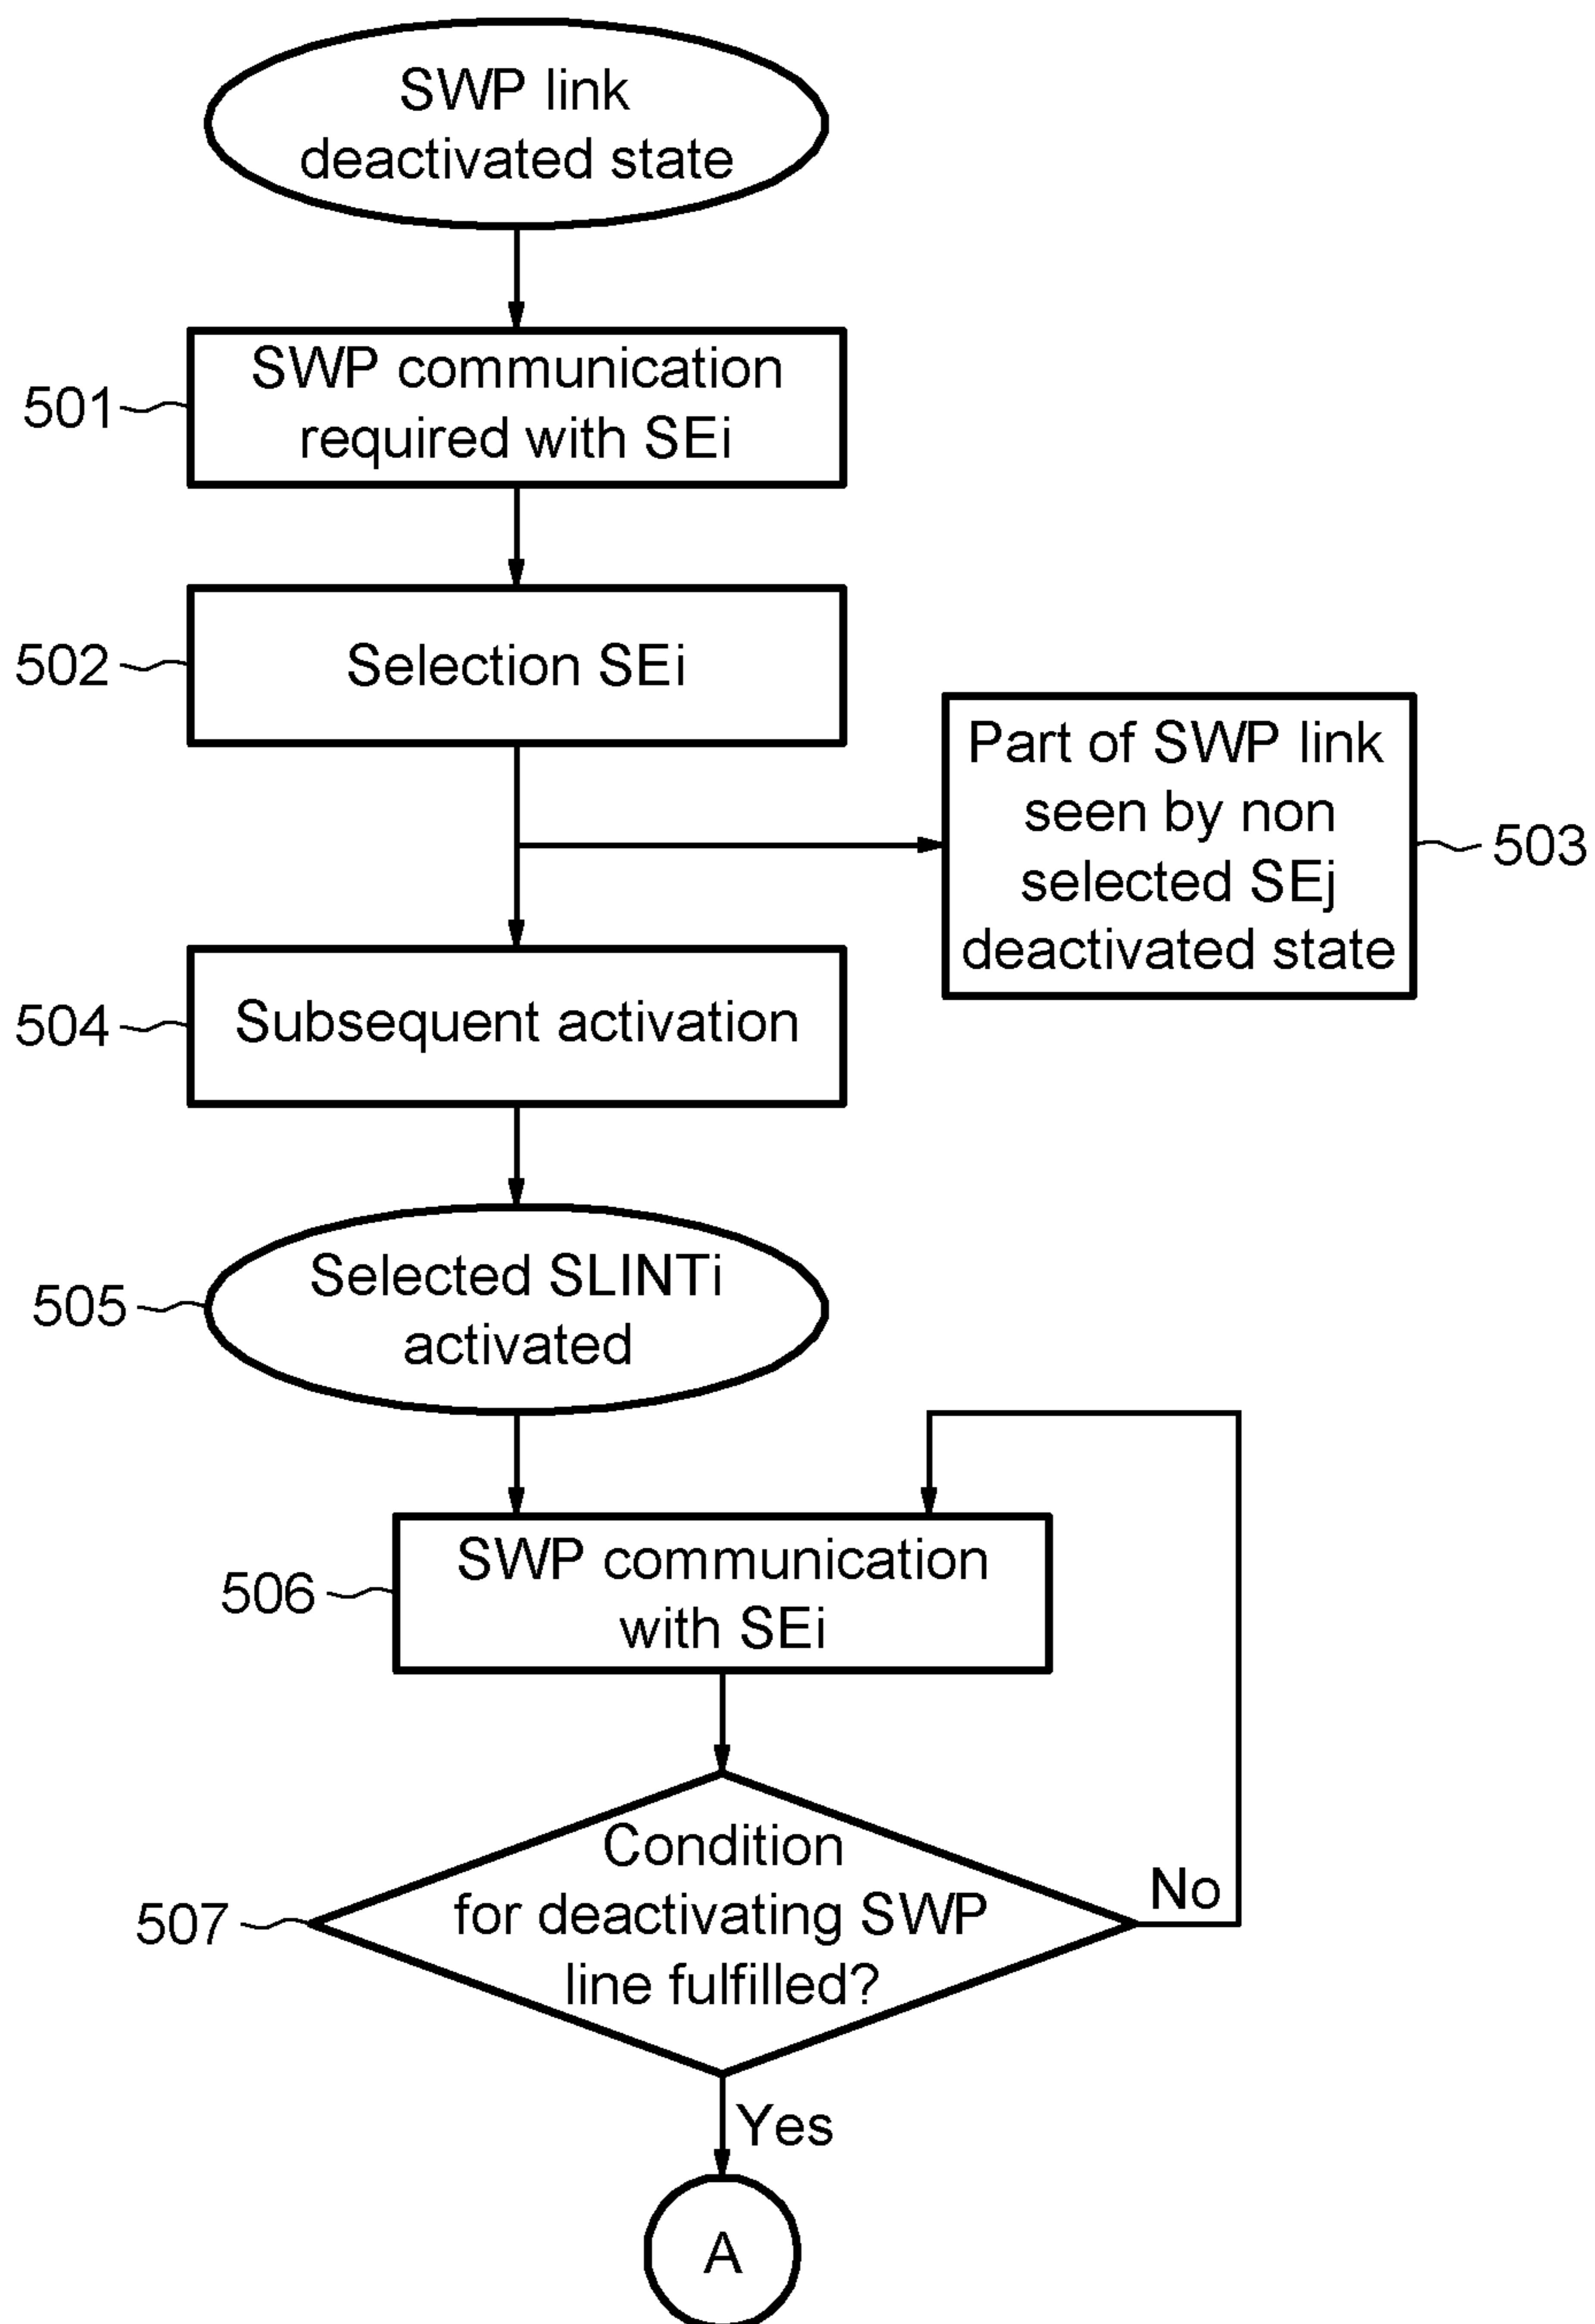 SWP link
deactivated state
501
SWP communication
required with SEi
502
Selection SEi
Part of SWP link
seen by non
selected SEj
deactivated state
503
504
Subsequent activation
505
Selected SLINTi
activated
506
SWP communication
with SEi
507
Condition
for deactivating SWP
line fulfilled?
No
Yes
A